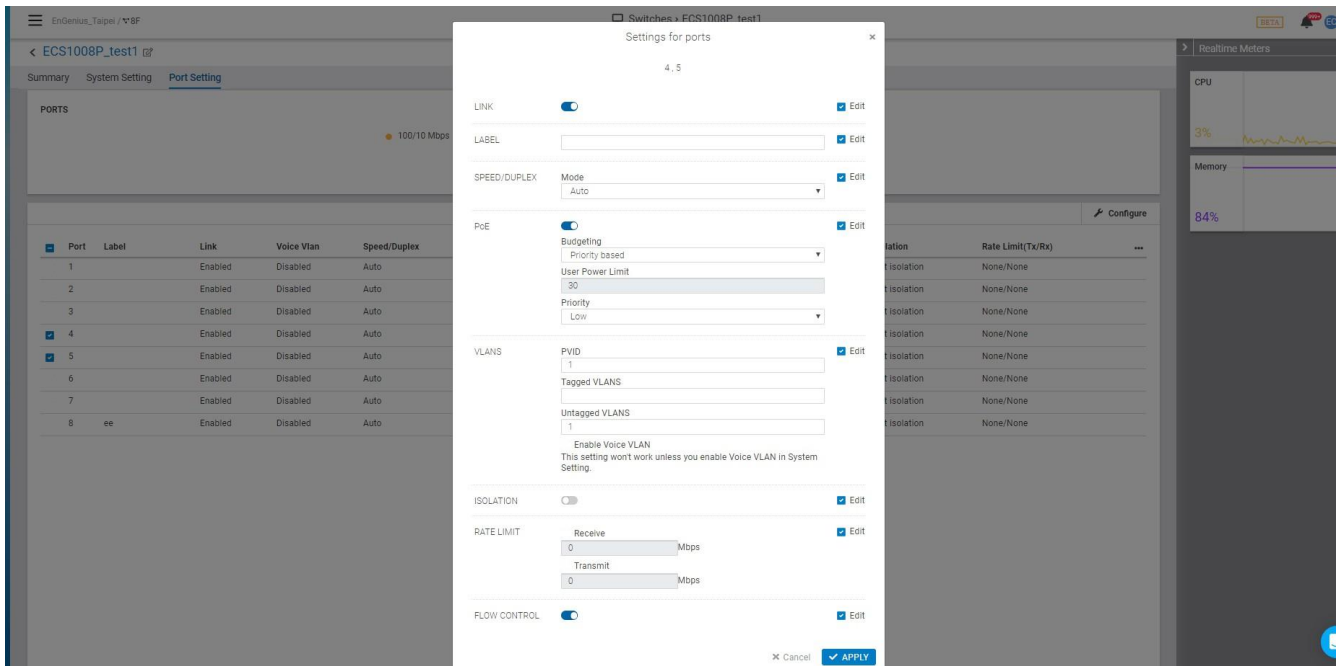 EnGenius_Taipei / 8F
Switches › ECS1008P_test1
BETA
999+
EC
ECS1008P_test1
Realtime Meters
Summary System Setting Port Setting
PORTS
100/10 Mbps
Configure
Port Label Link Voice Vlan Speed/Duplex lation Rate Limit(Tx/Rx)
1 Enabled Disabled Auto t isolation None/None
2 Enabled Disabled Auto t isolation None/None
3 Enabled Disabled Auto t isolation None/None
4 Enabled Disabled Auto t isolation None/None
5 Enabled Disabled Auto t isolation None/None
6 Enabled Disabled Auto t isolation None/None
7 Enabled Disabled Auto t isolation None/None
8 ee Enabled Disabled Auto t isolation None/None
Settings for ports
4 , 5
LINK Edit
LABEL Edit
SPEED/DUPLEX Mode Edit
Auto
PoE Edit
Budgeting
Priority based
User Power Limit
30
Priority
Low
VLANS PVID Edit
1
Tagged VLANS
Untagged VLANS
1
Enable Voice VLAN
This setting won't work unless you enable Voice VLAN in System
Setting.
ISOLATION Edit
RATE LIMIT Receive Edit
0 Mbps
Transmit
0 Mbps
FLOW CONTROL Edit
Cancel APPLY
CPU
3%
Memory
84%